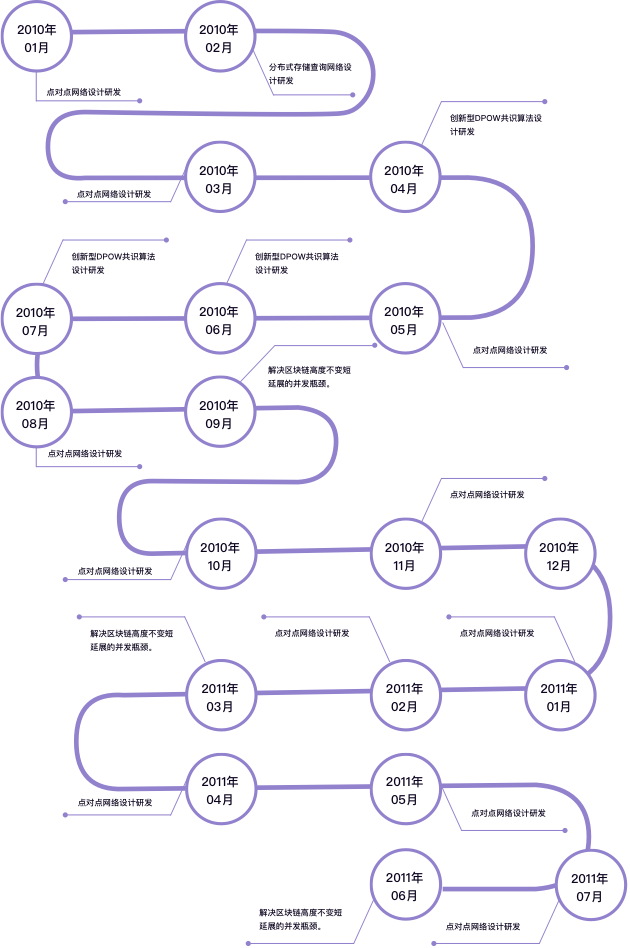 2010年
01月
点对点网络设计研发
2010年
02月
分布式存储查询网络设
计研发
2010年
03月
点对点网络设计研发
2010年
04月
创新型DPOW共识算法设
计研发
2010年
05月
点对点网络设计研发
2010年
06月
创新型DPOW共识算法
设计研发
2010年
07月
创新型DPOW共识算法
设计研发
2010年
08月
点对点网络设计研发
2010年
09月
解决区块链高度不变短
延展的并发瓶颈。
2010年
10月
点对点网络设计研发
2010年
11月
点对点网络设计研发
2010年
12月
2011年
01月
点对点网络设计研发
2011年
02月
点对点网络设计研发
2011年
03月
解决区块链高度不变短
延展的并发瓶颈。
2011年
04月
点对点网络设计研发
2011年
05月
点对点网络设计研发
2011年
06月
解决区块链高度不变短
延展的并发瓶颈。
2011年
07月
点对点网络设计研发